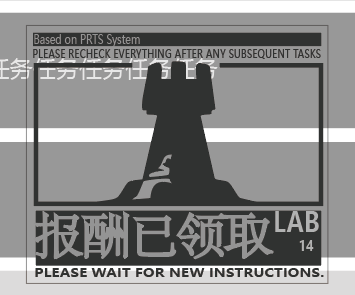 Based on PRTS System
PLEASE RECHECK EVERYTHING AFTER ANY SUBSEQUENT TASKS
任务 任务任务任务任务
报酬已领取
LAB
14
PLEASE WAIT FOR NEW INSTRUCTIONS.